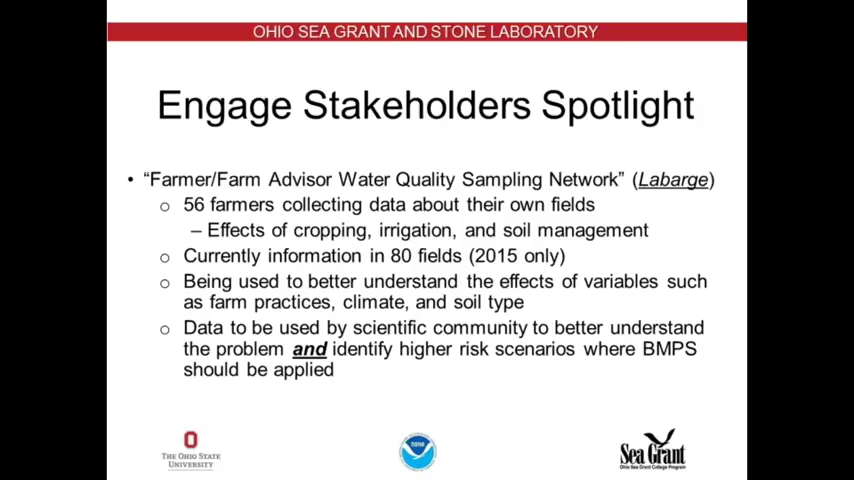 OHIO SEA GRANT AND STONE LABORATORY
Engage Stakeholders Spotlight
• “Farmer/Farm Advisor Water Quality Sampling Network” (Labarge)
o 56 farmers collecting data about their own fields
– Effects of cropping, irrigation, and soil management
o Currently information in 80 fields (2015 only)
o Being used to better understand the effects of variables such
as farm practices, climate, and soil type
o Data to be used by scientific community to better understand
the problem and identify higher risk scenarios where BMPS
should be applied
THE OHIO STATE
UNIVERSITY
noaa
Sea Grant
Ohio Sea Grant College Program